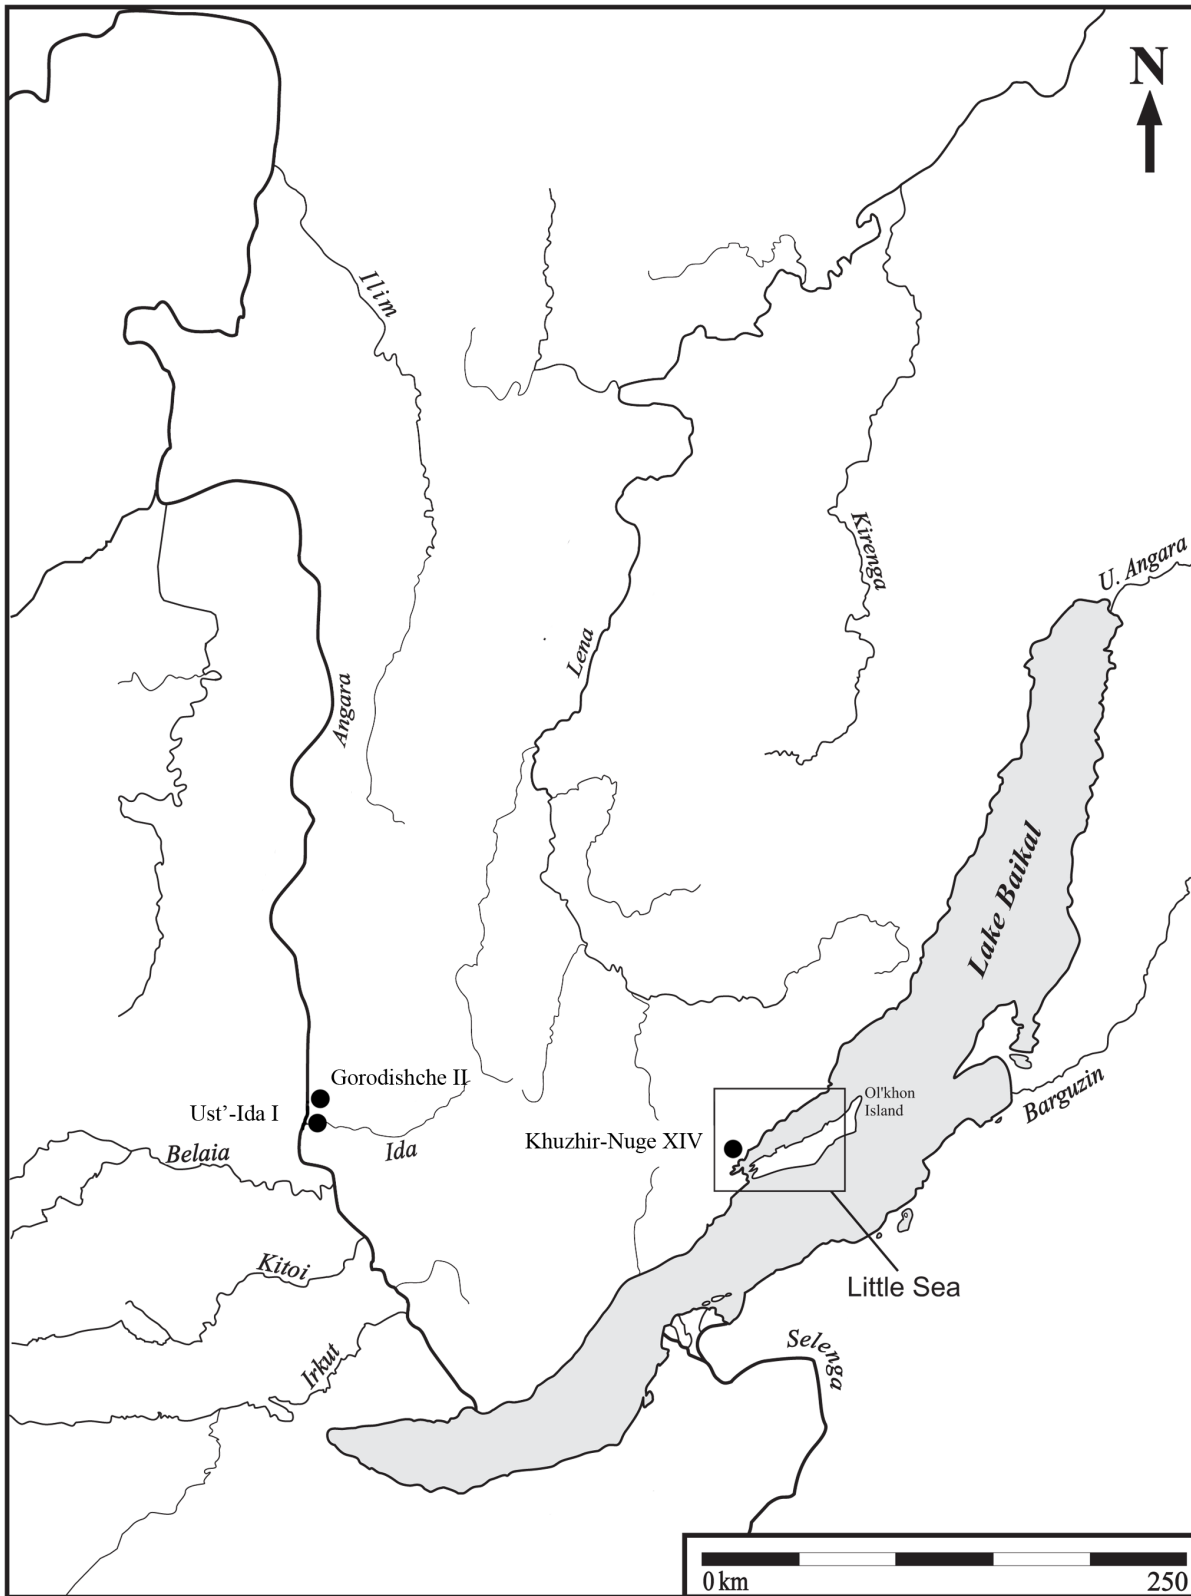 N
Ilim
Kirenga
U. Angara
Lena
Angara
Lake Baikal
Gorodishche II
Ol'khon
Island
Ust’-Ida I
Barguzin
Khuzhir-Nuge XIV
Belaia
Ida
Kitoi
Little Sea
Irkut
Selenga
0 km
250